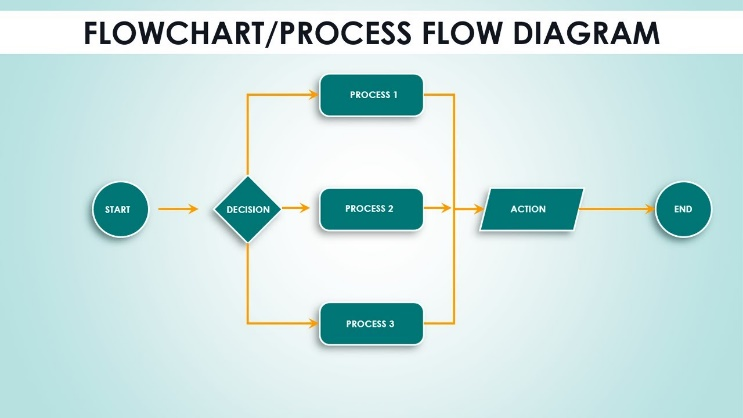 FLOWCHART/PROCESS FLOW DIAGRAM
PROCESS 1
START
DECISION
PROCESS 2
ACTION
END
PROCESS 3